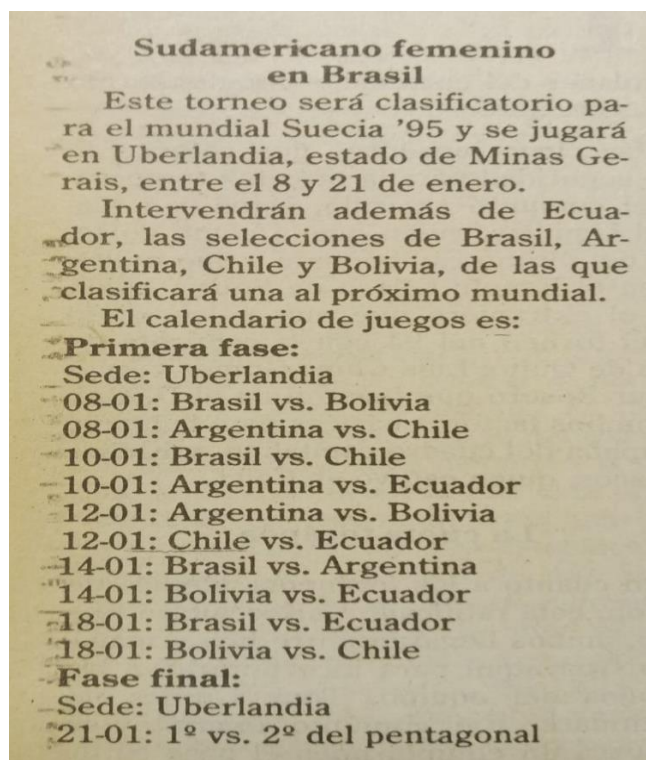 Sudamericano femenino
en Brasil
Este torneo será clasificatorio pa-
ra el mundial Suecia '95 y se jugará
en Uberlandia, estado de Minas Ge-
rais, entre el 8 y 21 de enero.
Intervendrán además de Ecua-
dor, las selecciones de Brasil, Ar-
gentina, Chile y Bolivia, de las que
clasificará una al próximo mundial.
El calendario de juegos es:
Primera fase:
Sede: Uberlandia
08-01: Brasil vs. Bolivia
08-01: Argentina vs. Chile
10-01: Brasil vs. Chile
10-01: Argentina vs. Ecuador
12-01: Argentina vs. Bolivia
12-01: Chile vs. Ecuador
14-01: Brasil vs. Argentina
14-01: Bolivia vs. Ecuador
18-01: Brasil vs. Ecuador
18-01: Bolivia vs. Chile
Fase final:
Sede: Uberlandia
21-01: 1º vs. 2º del pentagonal